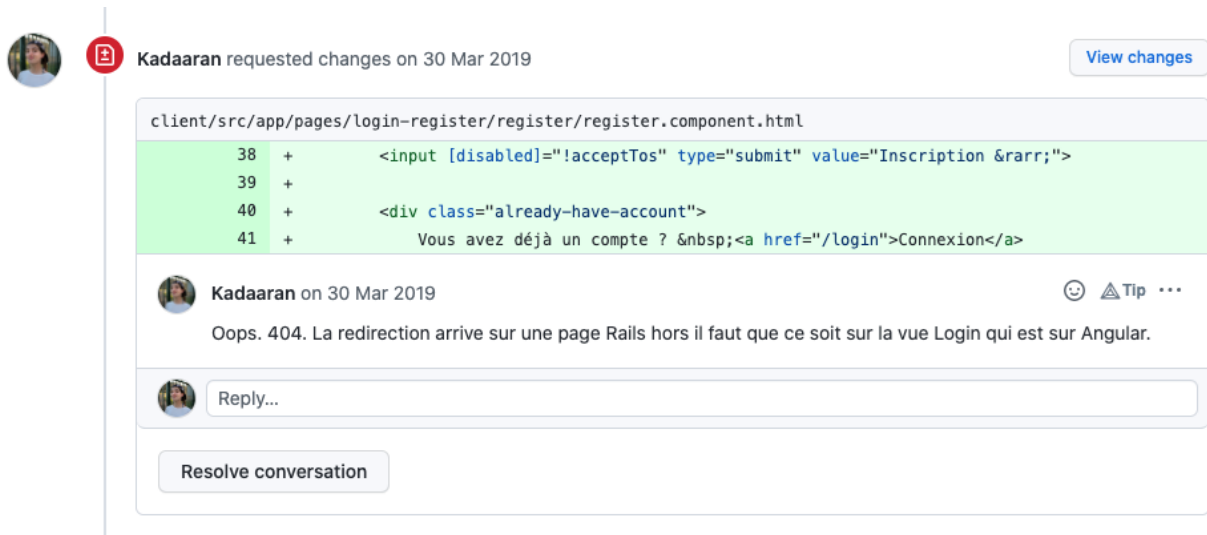 Kadaaran requested changes on 30 Mar 2019
View changes
client/src/app/pages/login-register/register/register.component.html
38 + <input [disabled]="!acceptTos" type="submit" value="Inscription &rarr;">
39 +
40 + <div class="already-have-account">
41 + Vous avez déjà un compte ? &nbsp;<a href="/login">Connexion</a>
Kadaaran on 30 Mar 2019
Tip
Oops. 404. La redirection arrive sur une page Rails hors il faut que ce soit sur la vue Login qui est sur Angular.
Reply...
Resolve conversation